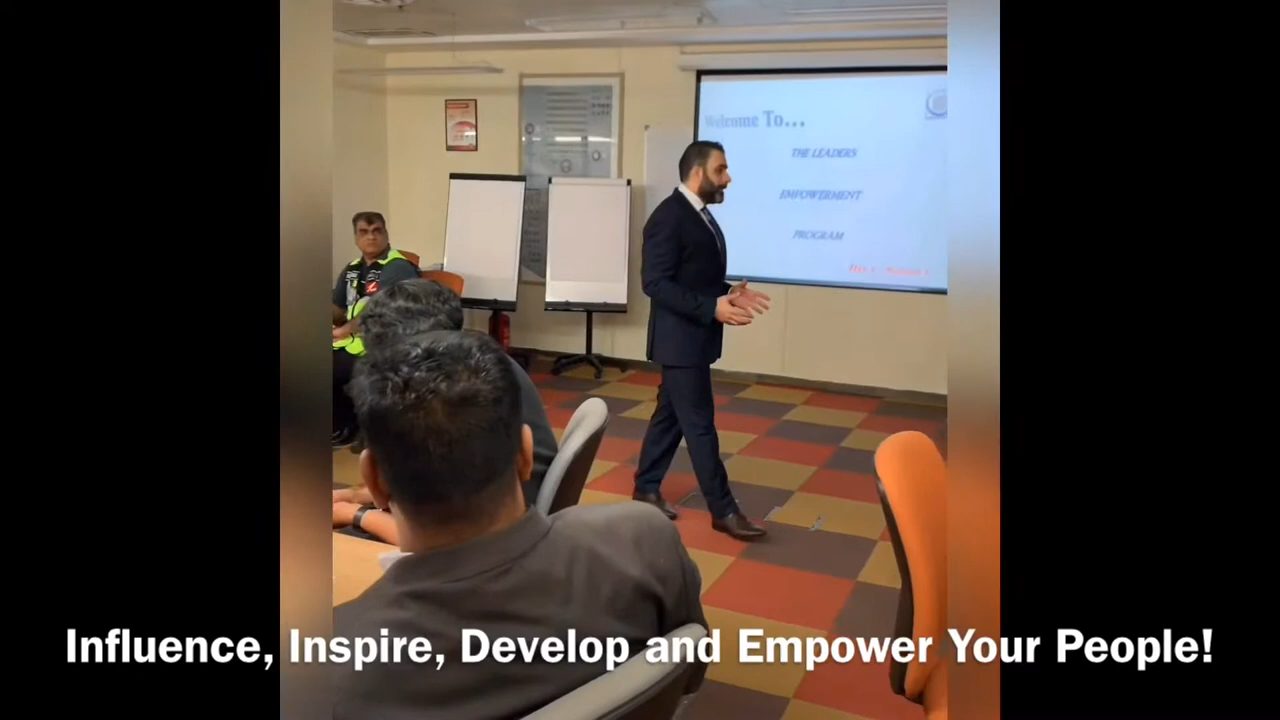 Welcome To...
THE LEADERS
EMPOWERMENT
PROGRAM
Influence, Inspire, Develop and Empower Your People!